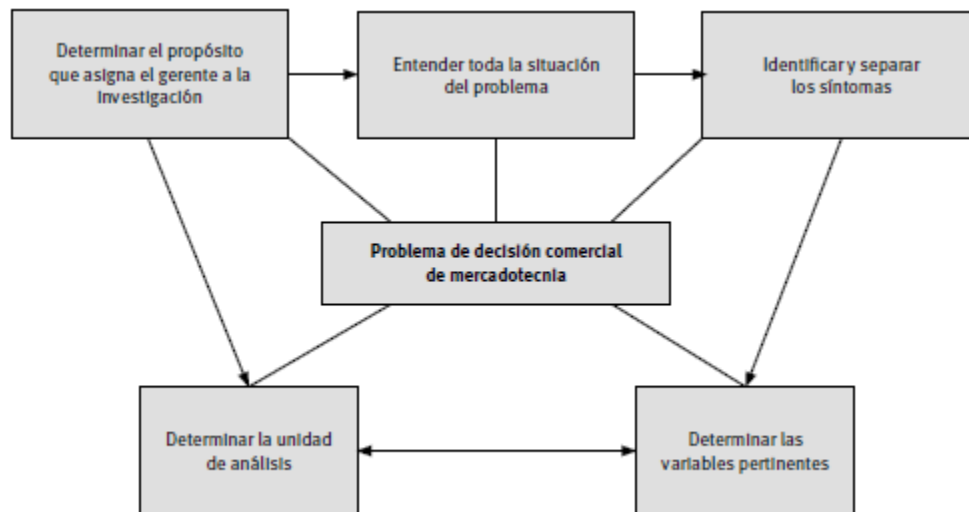 Determinar el propósito
que asigna el gerente a la
investigación
Entender toda la situación
del problema
Identificar y separar
los síntomas
Problema de decisión comercial
de mercadotecnia
Determinar la unidad
de análisis
Determinar las
variables pertinentes